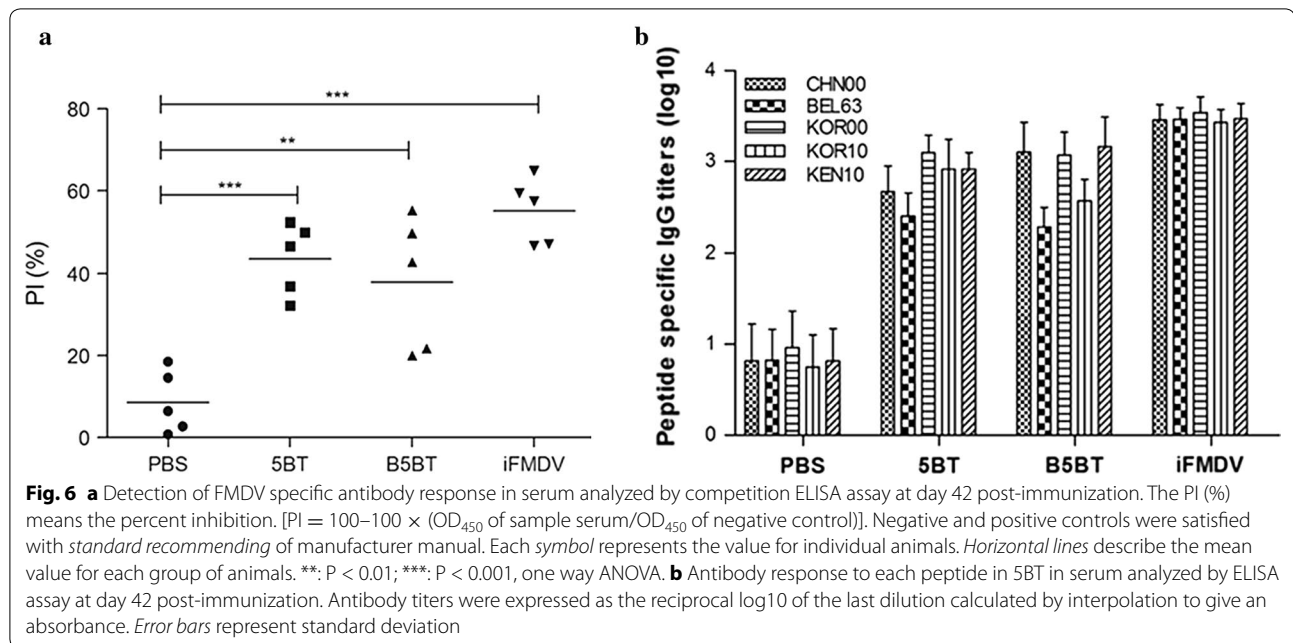 a
***
**
***
80
60
40
20
0
PI (%)
PBS 5BT B5BT iFMDV
b
CHN00
BEL63
KOR00
KOR10
KEN10
4
3
2
1
0
Peptide specific IgG titers (log10)
PBS 5BT B5BT iFMDV
Fig. 6 a Detection of FMDV specific antibody response in serum analyzed by competition ELISA assay at day 42 post-immunization. The PI (%)
means the percent inhibition. [PI = 100–100 × (OD450 of sample serum/OD450 of negative control)]. Negative and positive controls were satisfied
with standard recommending of manufacturer manual. Each symbol represents the value for individual animals. Horizontal lines describe the mean
value for each group of animals. **: P < 0.01; ***: P < 0.001, one way ANOVA. b Antibody response to each peptide in 5BT in serum analyzed by ELISA
assay at day 42 post-immunization. Antibody titers were expressed as the reciprocal log10 of the last dilution calculated by interpolation to give an
absorbance. Error bars represent standard deviation